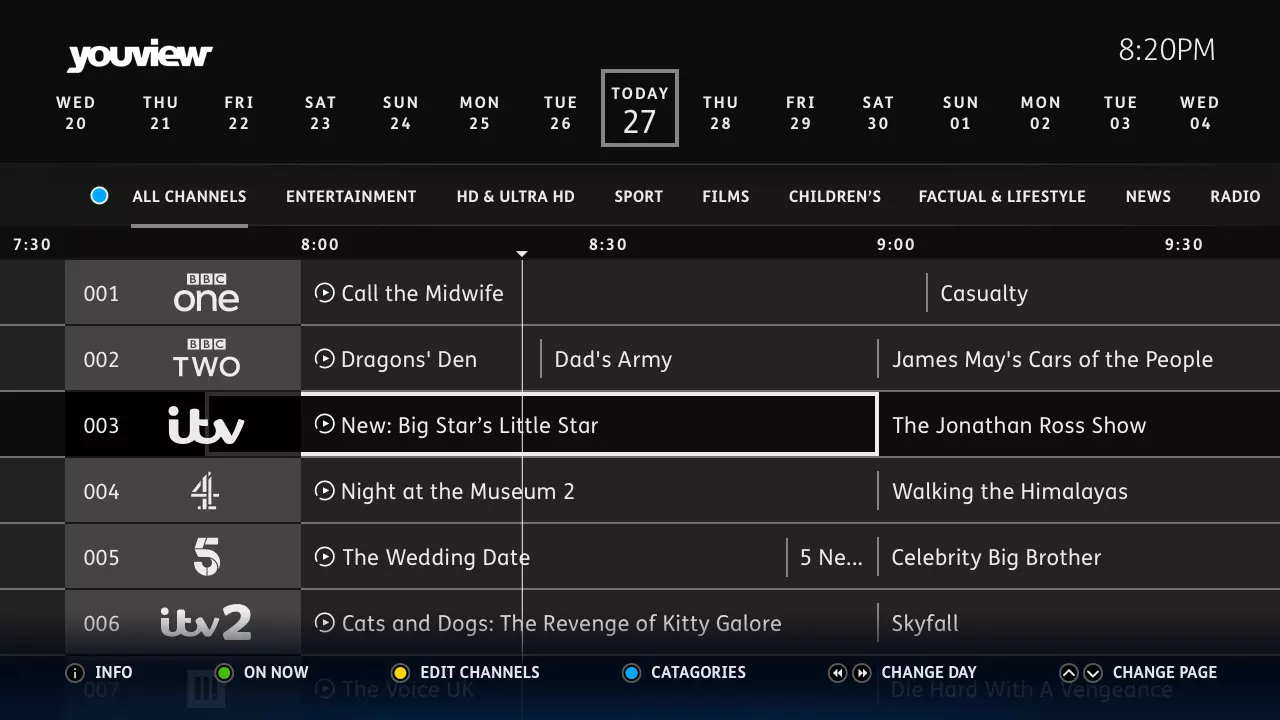 youview
8:20PM
WED THU FRI SAT SUN MON TUE TODAY THU FRI SAT SUN MON TUE WED
20 21 22 23 24 25 26 27 28 29 30 01 02 03 04
ALL CHANNELS ENTERTAINMENT HD & ULTRA HD SPORT FILMS CHILDREN'S FACTUAL & LIFESTYLE NEWS RADIO
7:30 8:00 8:30 9:00 9:30
001 BBC one Call the Midwife Casualty
002 BBC TWO Dragons' Den Dad's Army James May's Cars of the People
003 itv New: Big Star’s Little Star The Jonathan Ross Show
004 4 Night at the Museum 2 Walking the Himalayas
005 5 The Wedding Date 5 Ne... Celebrity Big Brother
006 itv2 Cats and Dogs: The Revenge of Kitty Galore Skyfall
i INFO ON NOW EDIT CHANNELS CATAGORIES CHANGE DAY CHANGE PAGE
007 The Voice UK Die Hard With A Vengeance